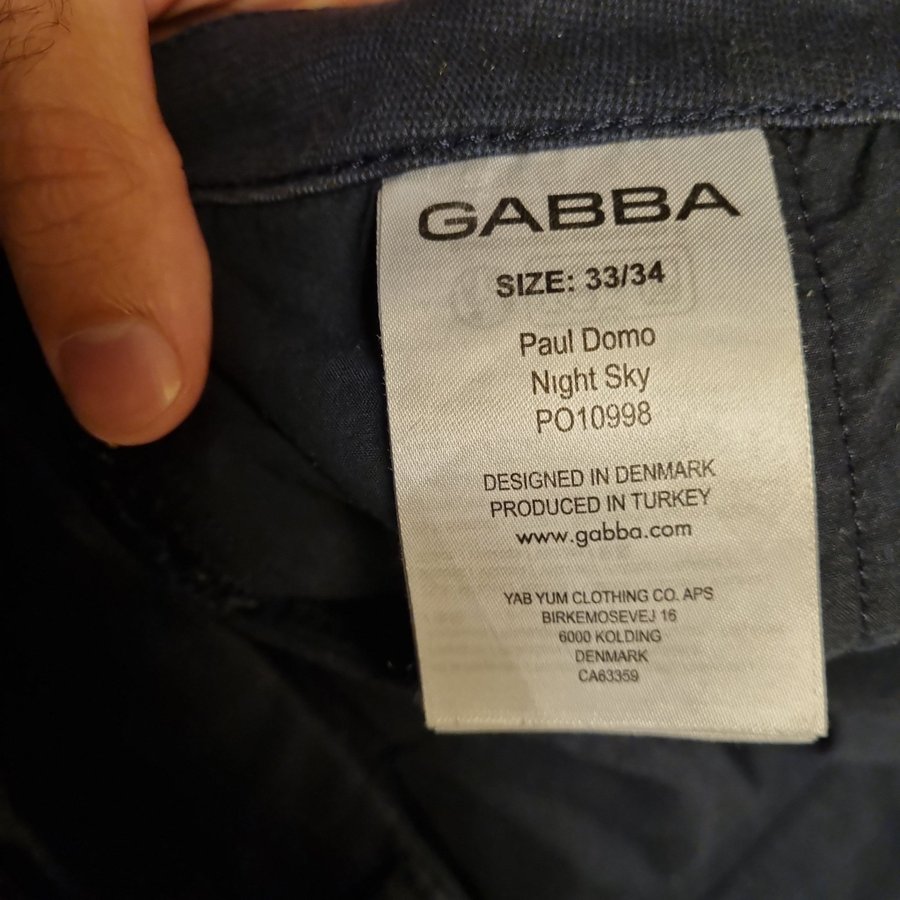 GABBA
SIZE: 33/34
Paul Domo
Night Sky
PO10998
DESIGNED IN DENMARK
PRODUCED IN TURKEY
www.gabba.com
YAB YUM CLOTHING CO. APS
BIRKEMOSEVEJ 16
6000 KOLDING
DENMARK
CA63359